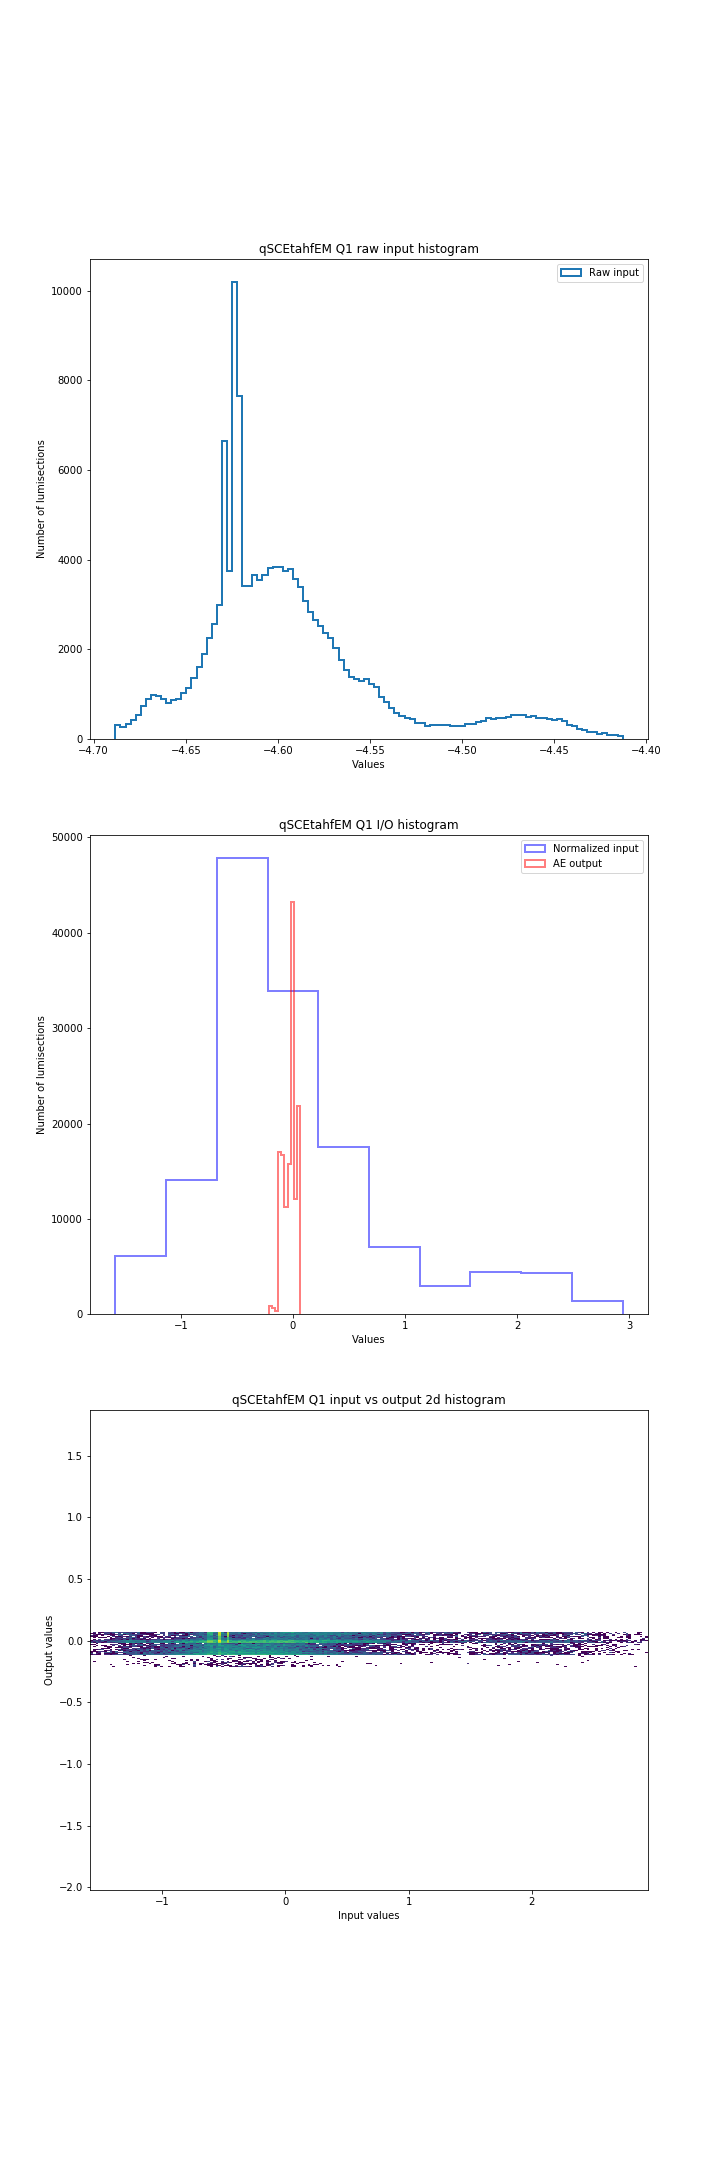 qSCEtahfEM Q1 raw input histogram
Raw input
10000
8000
6000
4000
2000
0
Number of lumisections
−4.70 −4.65 −4.60 −4.55 −4.50 −4.45 −4.40
Values
qSCEtahfEM Q1 I/O histogram
Normalized input
AE output
50000
40000
30000
20000
10000
0
Number of lumisections
−1 0 1 2 3
Values
qSCEtahfEM Q1 input vs output 2d histogram
1.5
1.0
0.5
0.0
−0.5
−1.0
−1.5
−2.0
Output values
−1 0 1 2
Input values